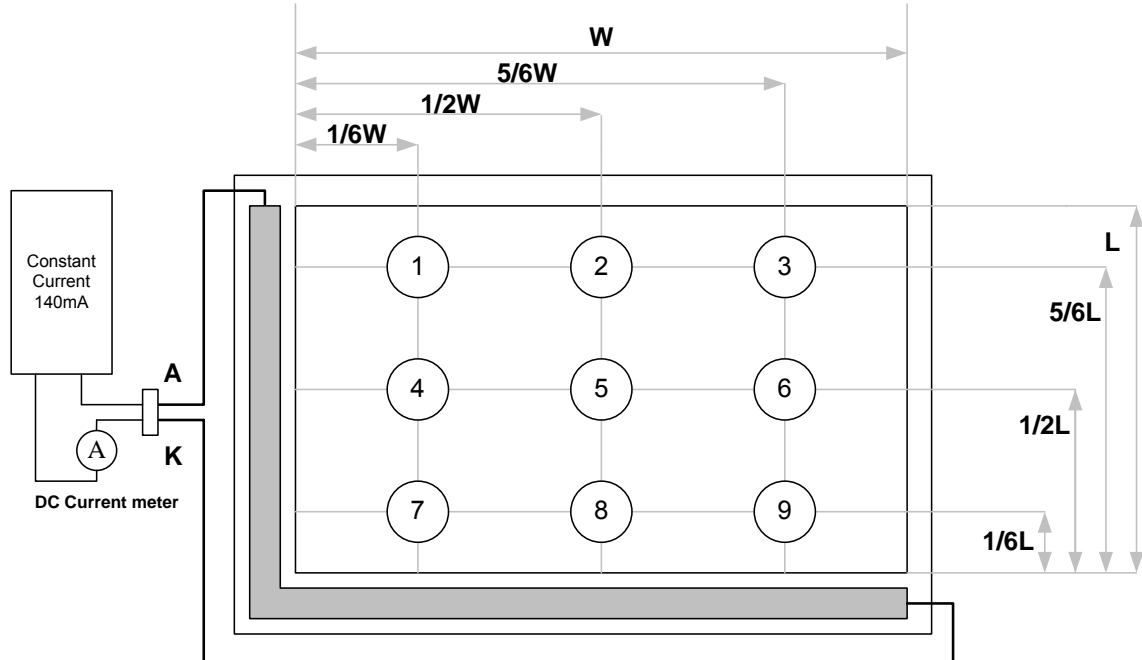 W
5/6W
1/2W
1/6W
Constant
Current
140mA
A
K
A
DC Current meter
1 2 3
4 5 6
7 8 9
L
5/6L
1/2L
1/6L